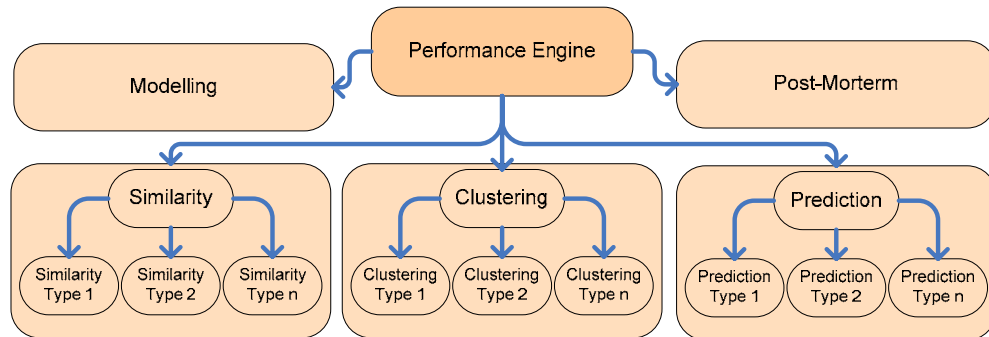 Performance Engine
Modelling
Post-Morterm
Similarity
Clustering
Prediction
Similarity
Type 1
Similarity
Type 2
Similarity
Type n
Clustering
Type 1
Clustering
Type 2
Clustering
Type n
Prediction
Type 1
Prediction
Type 2
Prediction
Type n